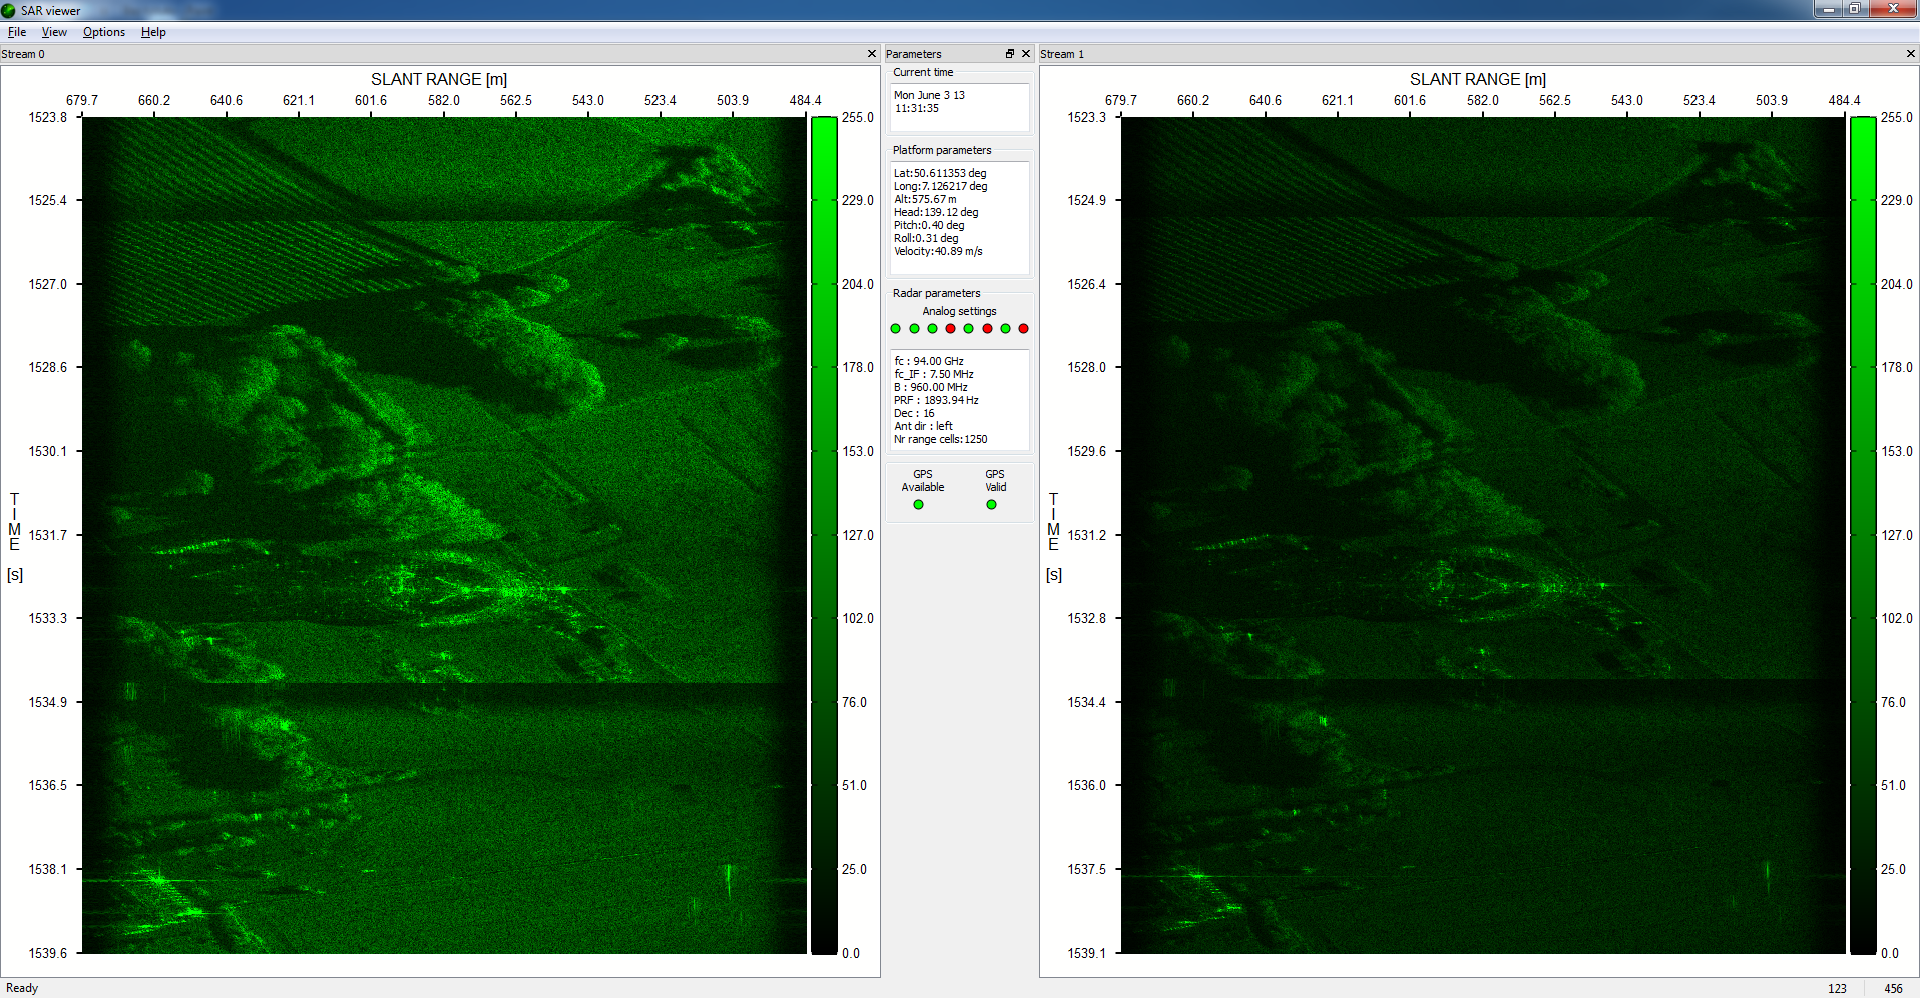 SAR viewer
File View Options Help
Stream 0
SLANT RANGE [m]
679.7 660.2 640.6 621.1 601.6 582.0 562.5 543.0 523.4 503.9 484.4
1523.8
1525.4
1527.0
1528.6
1530.1
1531.7
1533.3
1534.9
1536.5
1538.1
1539.6
TIME [s]
255.0
229.0
204.0
178.0
153.0
127.0
102.0
76.0
51.0
25.0
0.0
Parameters
Current time
Mon June 3 13
11:31:35
Platform parameters
Lat:50.611353 deg
Long:7.126217 deg
Alt:575.67 m
Head:139.12 deg
Pitch:0.40 deg
Roll:0.31 deg
Velocity:40.89 m/s
Radar parameters
Analog settings
fc : 94.00 GHz
fc_IF : 7.50 MHz
B : 960.00 MHz
PRF : 1893.94 Hz
Dec : 16
Ant dir : left
Nr range cells:1250
GPS Available
GPS Valid
Stream 1
SLANT RANGE [m]
679.7 660.2 640.6 621.1 601.6 582.0 562.5 543.0 523.4 503.9 484.4
1523.3
1524.9
1526.4
1528.0
1529.6
1531.2
1532.8
1534.4
1536.0
1537.5
1539.1
TIME [s]
255.0
229.0
204.0
178.0
153.0
127.0
102.0
76.0
51.0
25.0
0.0
Ready
123 456